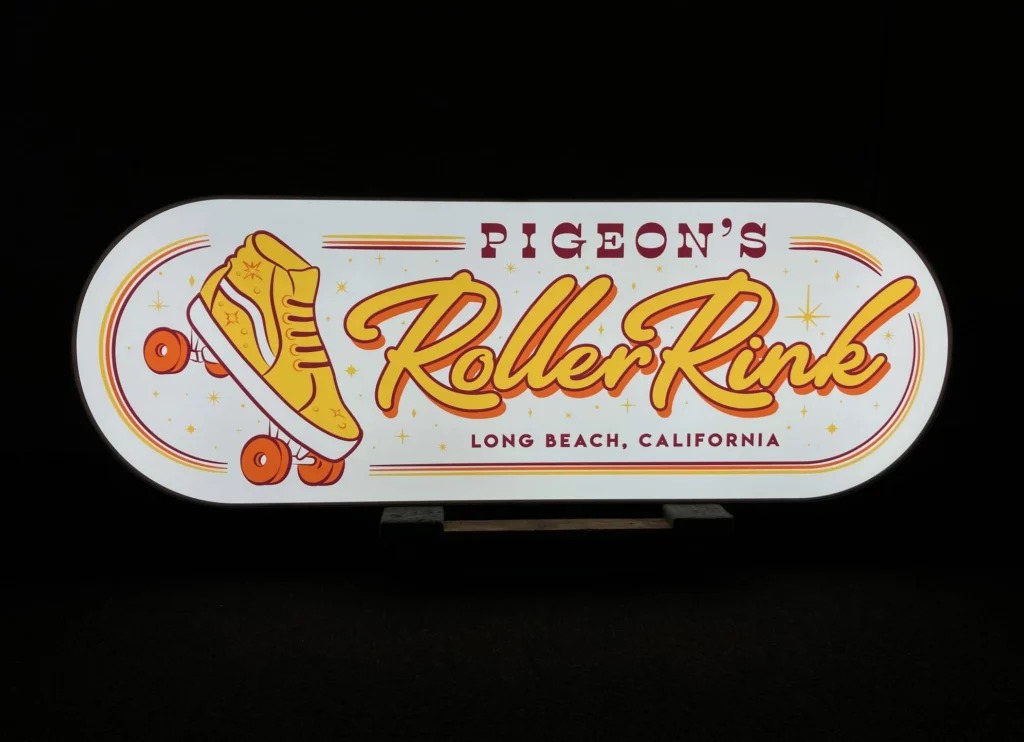 PIGEON'S
Roller Rink
LONG BEACH, CALIFORNIA